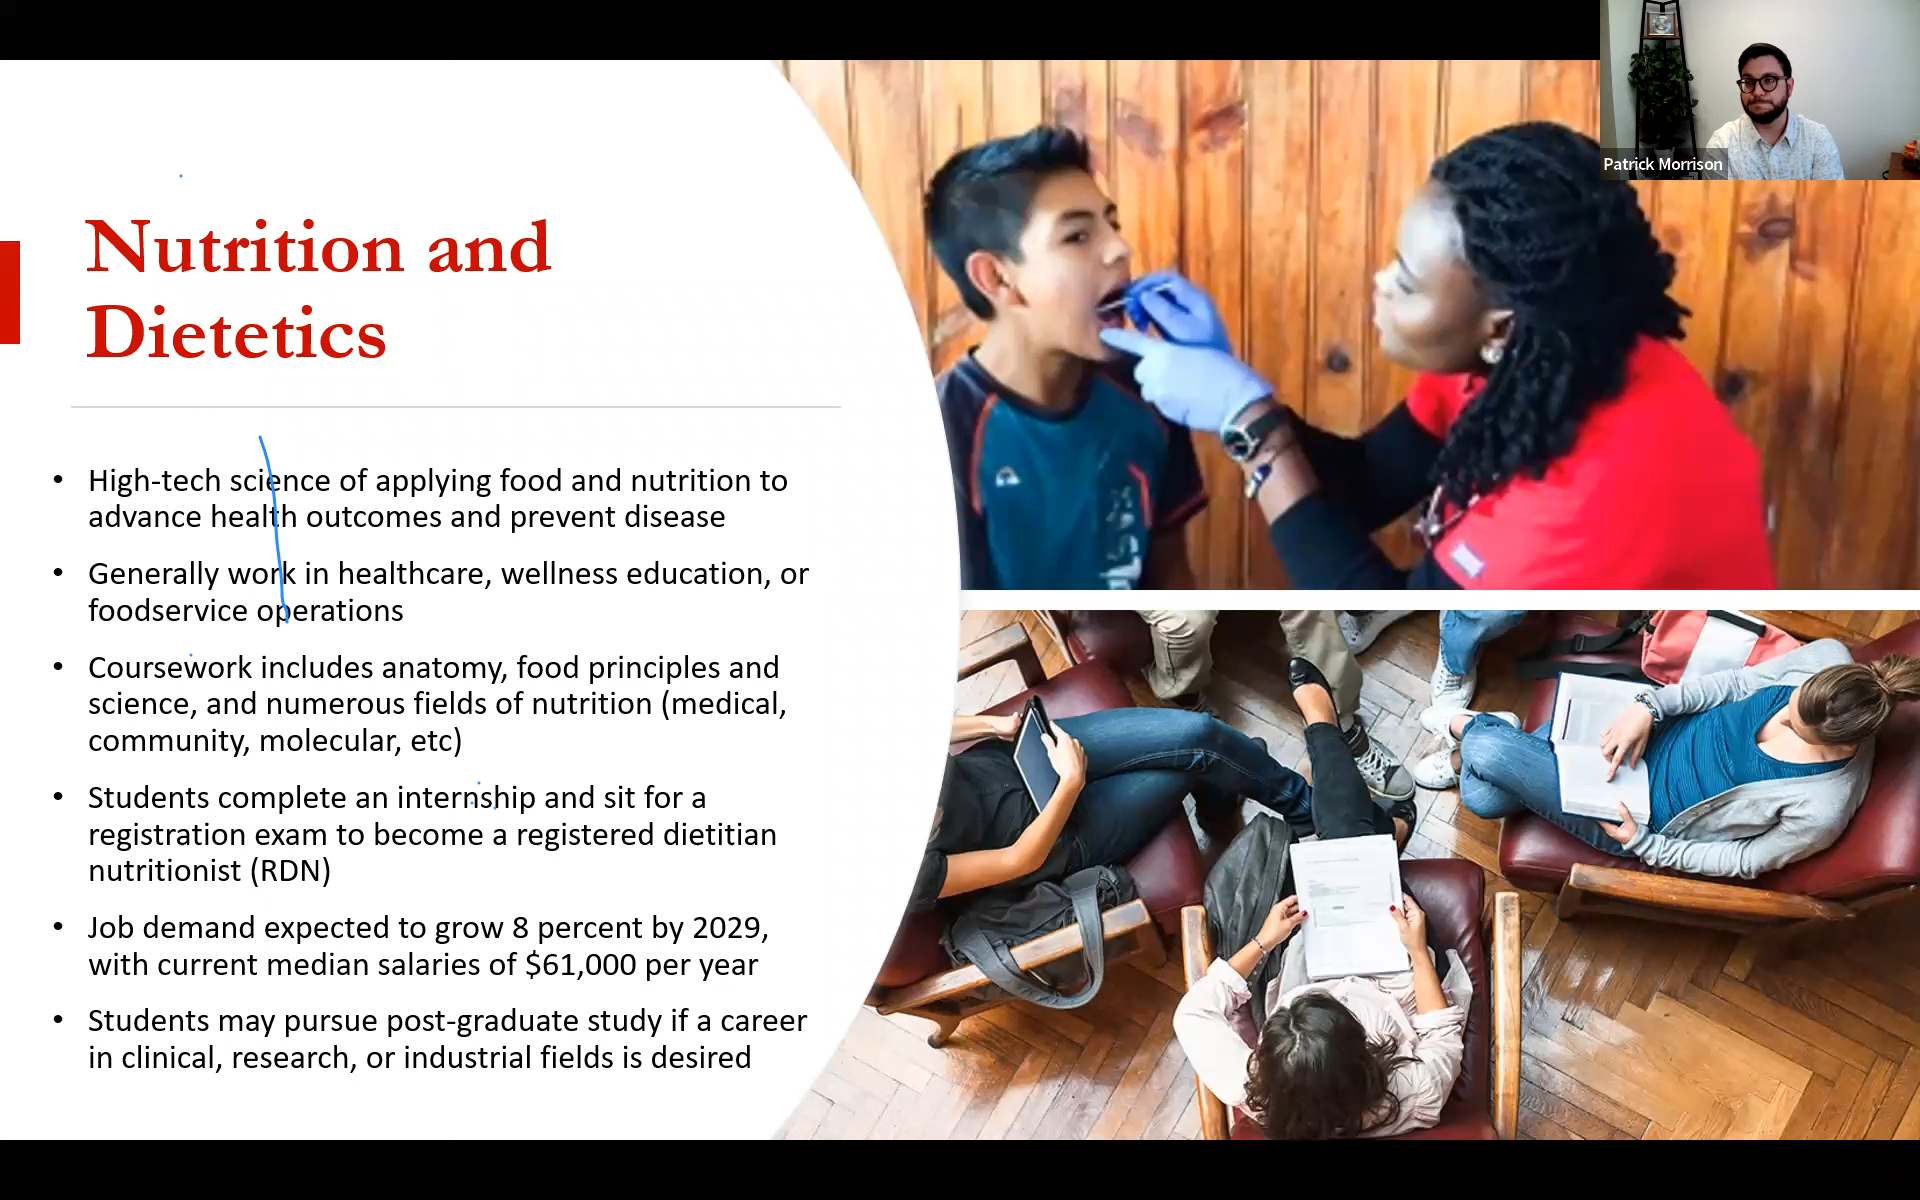 Patrick Morrison
Nutrition and
Dietetics
• High-tech science of applying food and nutrition to
advance health outcomes and prevent disease
• Generally work in healthcare, wellness education, or
foodservice operations
• Coursework includes anatomy, food principles and
science, and numerous fields of nutrition (medical,
community, molecular, etc)
• Students complete an internship and sit for a
registration exam to become a registered dietitian
nutritionist (RDN)
• Job demand expected to grow 8 percent by 2029,
with current median salaries of $61,000 per year
• Students may pursue post-graduate study if a career
in clinical, research, or industrial fields is desired